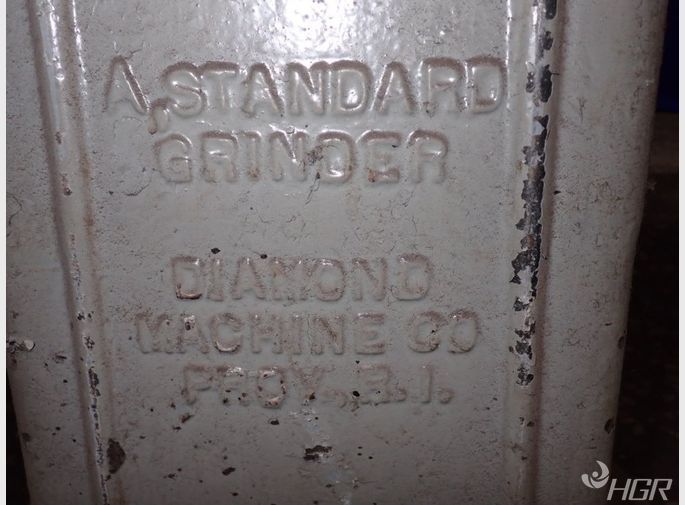 A, STANDARD
GRINDER
DIAMOND
MACHINE CO
PROV., R.I.
HGR